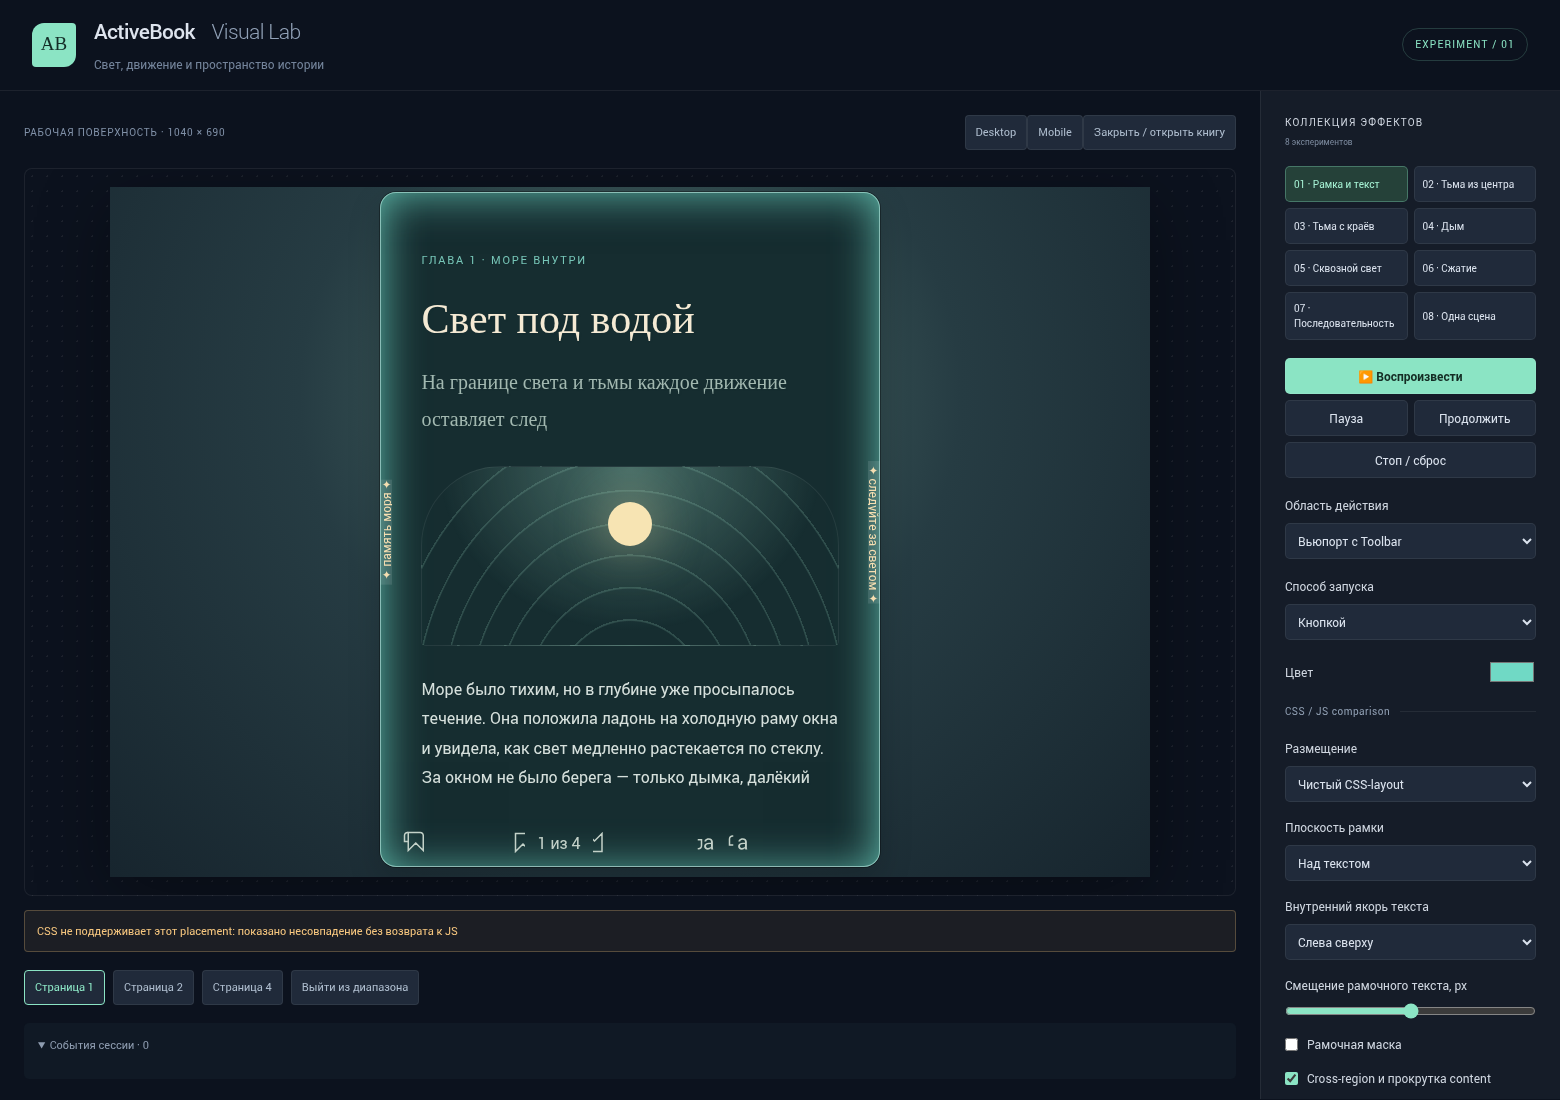 AB
ActiveBook Visual Lab
Свет, движение и пространство истории
EXPERIMENT / 01
РАБОЧАЯ ПОВЕРХНОСТЬ · 1040 × 690
Desktop
Mobile
Закрыть / открыть книгу
ГЛАВА 1 · МОРЕ ВНУТРИ
Свет под водой
На границе света и тьмы каждое движение
оставляет след
✦ память моря ✦
✦ следуйте за светом ✦
Море было тихим, но в глубине уже просыпалось
течение. Она положила ладонь на холодную раму окна
и увидела, как свет медленно растекается по стеклу.
За окном не было берега — только дымка, далёкий
1 из 4
а
CSS не поддерживает этот placement: показано несовпадение без возврата к JS
Страница 1
Страница 2
Страница 4
Выйти из диапазона
▼ События сессии · 0
КОЛЛЕКЦИЯ ЭФФЕКТОВ
8 экспериментов
01 · Рамка и текст
02 · Тьма из центра
03 · Тьма с краёв
04 · Дым
05 · Сквозной свет
06 · Сжатие
07 ·
Последовательность
08 · Одна сцена
▶ Воспроизвести
Пауза
Продолжить
Стоп / сброс
Область действия
Вьюпорт с Toolbar
Способ запуска
Кнопкой
Цвет
CSS / JS comparison
Размещение
Чистый CSS-layout
Плоскость рамки
Над текстом
Внутренний якорь текста
Слева сверху
Смещение рамочного текста, px
Рамочная маска
Cross-region и прокрутка content